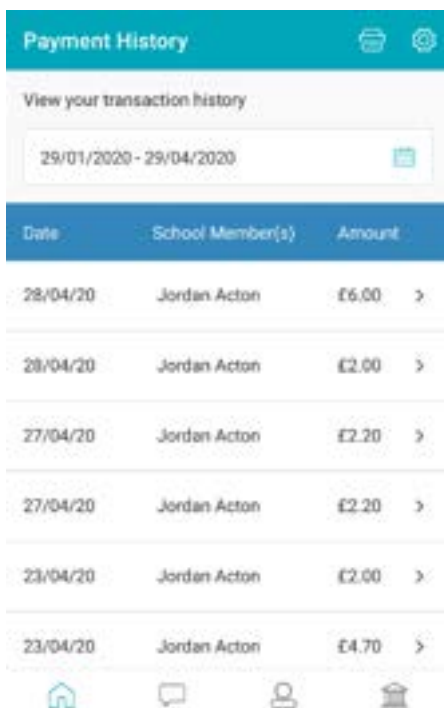 Payment History
View your transaction history
29/01/2020 - 29/04/2020
Date School Member(s) Amount
28/04/20 Jordan Acton £6.00 >
28/04/20 Jordan Acton £2.00 >
27/04/20 Jordan Acton £2.20 >
27/04/20 Jordan Acton £2.20 >
23/04/20 Jordan Acton £2.00 >
23/04/20 Jordan Acton £4.70 >